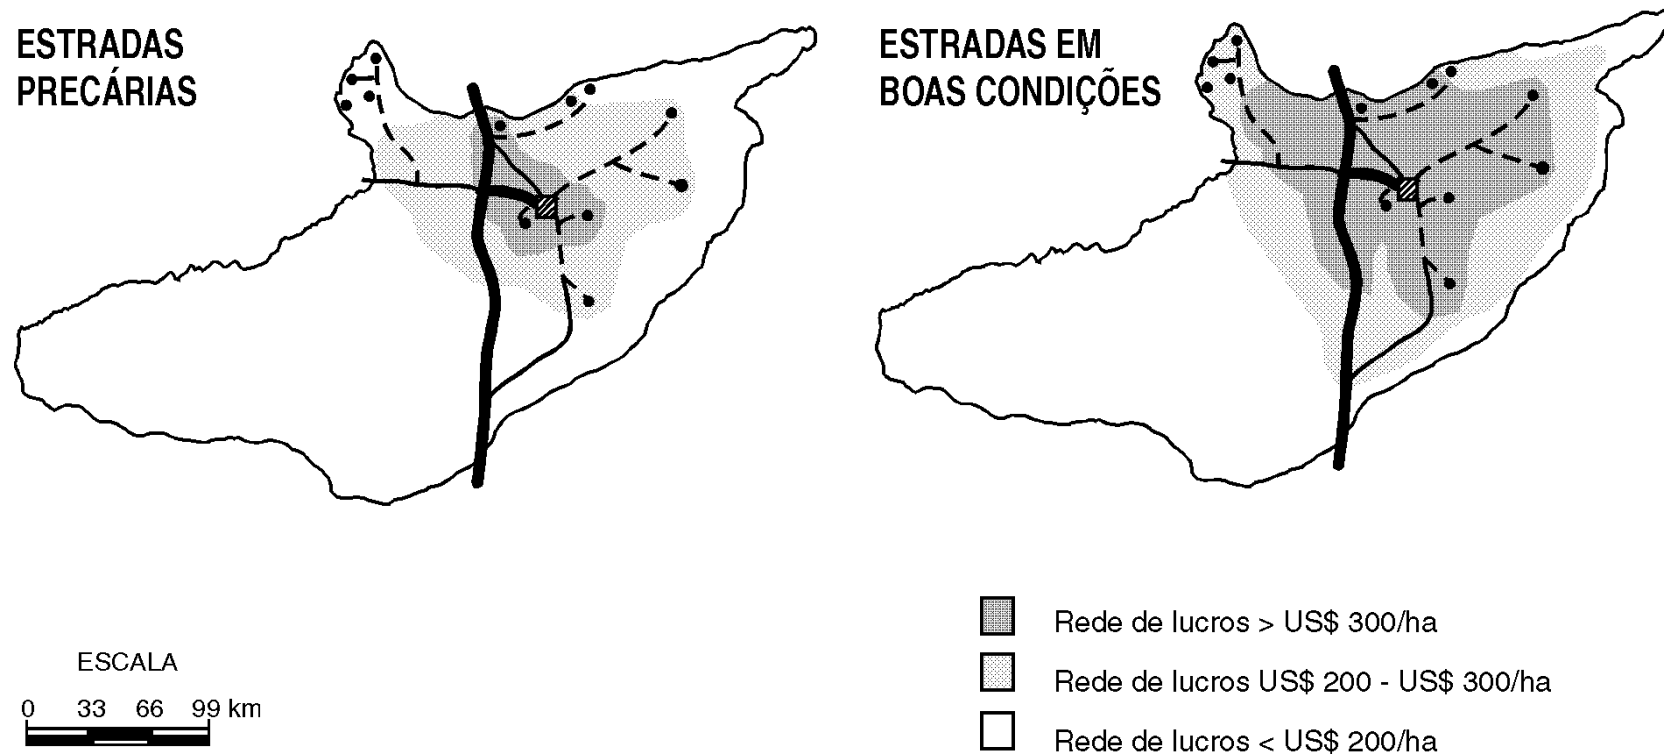 ESTRADAS
PRECÁRIAS
ESTRADAS EM
BOAS CONDIÇÕES
Rede de lucros > US$ 300/ha
Rede de lucros US$ 200 - US$ 300/ha
Rede de lucros < US$ 200/ha
ESCALA
0 33 66 99 km